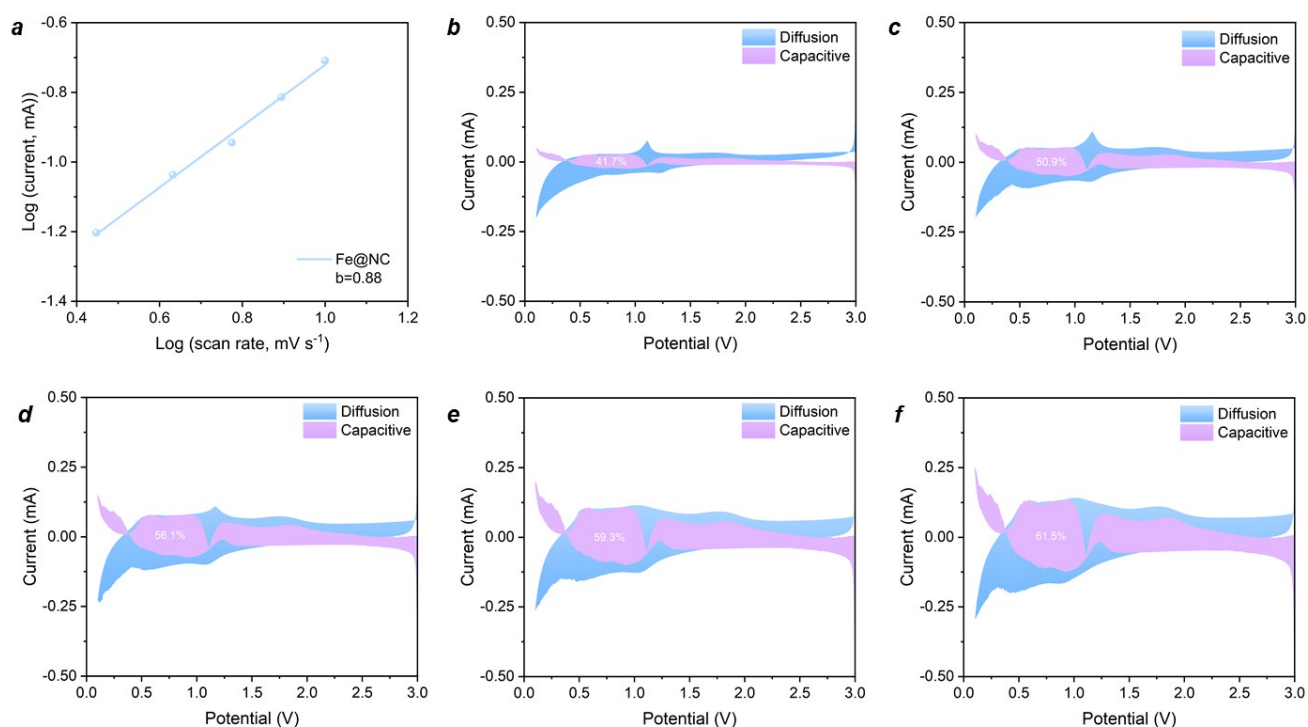 a
-0.6
-0.8
-1.0
-1.2
-1.4
0.4 0.6 0.8 1.0 1.2
Log (current, mA))
Log (scan rate, mV s⁻¹)
Fe@NC
b=0.88
b
0.50
0.25
0.00
-0.25
-0.50
0.0 0.5 1.0 1.5 2.0 2.5 3.0
Current (mA)
Potential (V)
Diffusion
Capacitive
41.7%
c
0.50
0.25
0.00
-0.25
-0.50
0.0 0.5 1.0 1.5 2.0 2.5 3.0
Current (mA)
Potential (V)
Diffusion
Capacitive
50.9%
d
0.50
0.25
0.00
-0.25
-0.50
0.0 0.5 1.0 1.5 2.0 2.5 3.0
Current (mA)
Potential (V)
Diffusion
Capacitive
56.1%
e
0.50
0.25
0.00
-0.25
-0.50
0.0 0.5 1.0 1.5 2.0 2.5 3.0
Current (mA)
Potential (V)
Diffusion
Capacitive
59.3%
f
0.50
0.25
0.00
-0.25
-0.50
0.0 0.5 1.0 1.5 2.0 2.5 3.0
Current (mA)
Potential (V)
Diffusion
Capacitive
61.5%